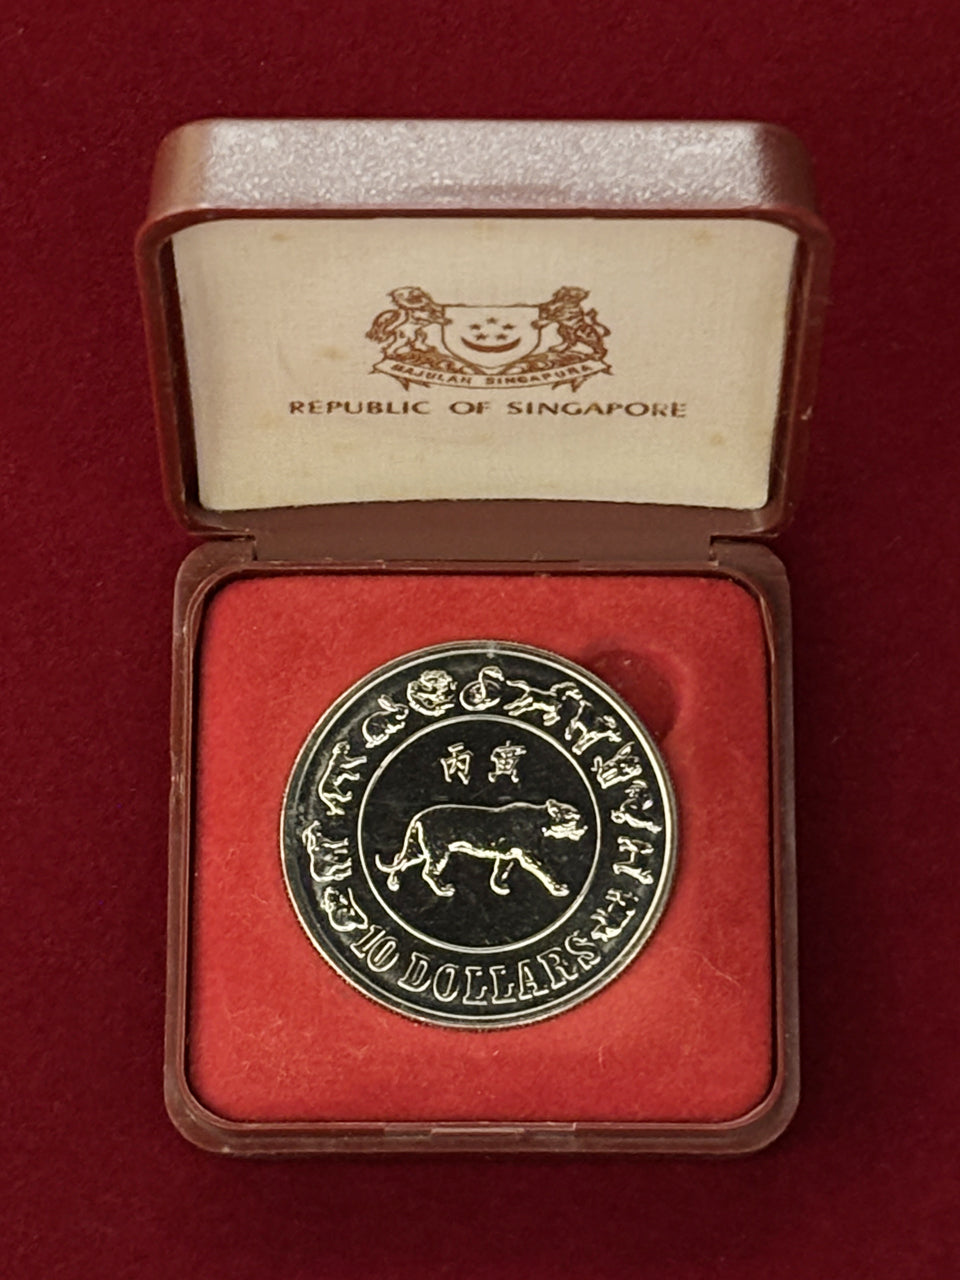 MAJULAH SINGAPURA
REPUBLIC OF SINGAPORE
丙寅
10 DOLLARS